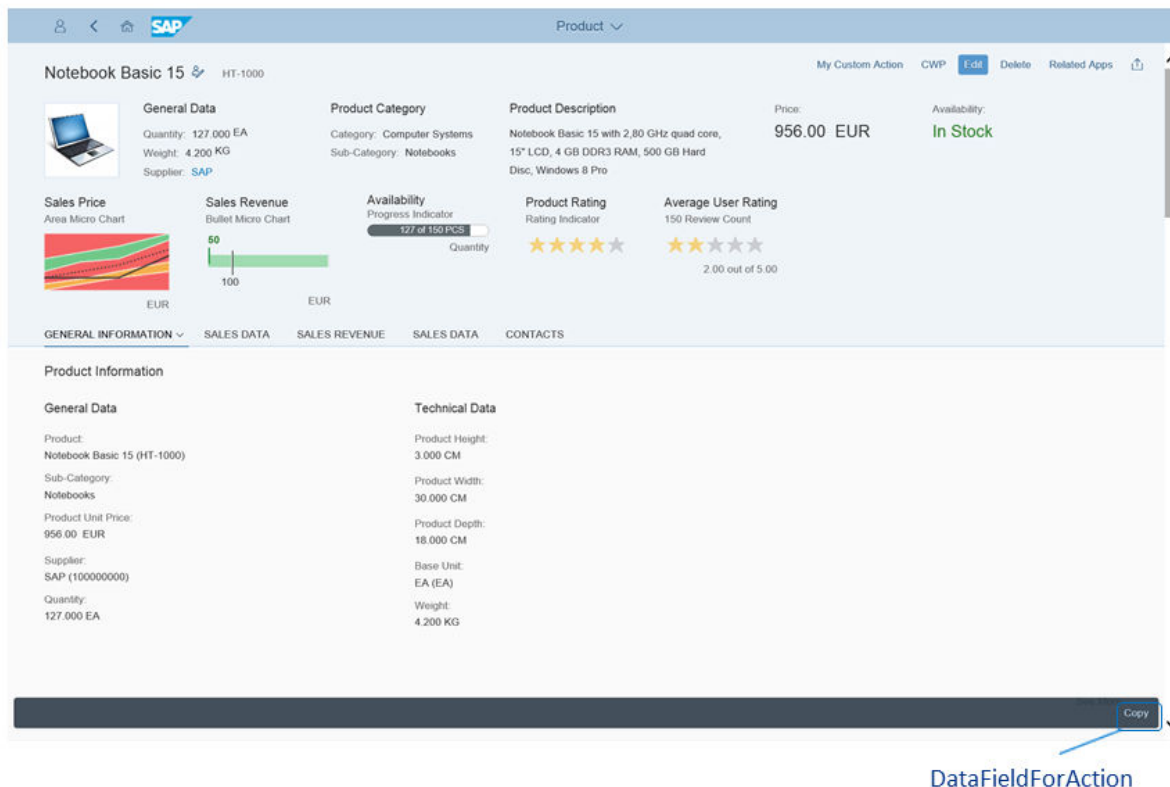 SAP
Product
Notebook Basic 15 HT-1000
My Custom Action CWP Edit Delete Related Apps
General Data
Quantity: 127.000 EA
Weight: 4.200 KG
Supplier: SAP
Product Category
Category: Computer Systems
Sub-Category: Notebooks
Product Description
Notebook Basic 15 with 2,80 GHz quad core,
15" LCD, 4 GB DDR3 RAM, 500 GB Hard
Disc, Windows 8 Pro
Price:
956.00 EUR
Availability:
In Stock
Sales Price
Area Micro Chart
EUR
Sales Revenue
Bullet Micro Chart
50
100
EUR
Availability
Progress Indicator
127 of 150 PCS
Quantity
Product Rating
Rating Indicator
Average User Rating
150 Review Count
2.00 out of 5.00
GENERAL INFORMATION SALES DATA SALES REVENUE SALES DATA CONTACTS
Product Information
General Data
Product:
Notebook Basic 15 (HT-1000)
Sub-Category:
Notebooks
Product Unit Price:
956.00 EUR
Supplier:
SAP (100000000)
Quantity:
127.000 EA
Technical Data
Product Height:
3.000 CM
Product Width:
30.000 CM
Product Depth:
18.000 CM
Base Unit:
EA (EA)
Weight:
4.200 KG
Copy
DataFieldForAction